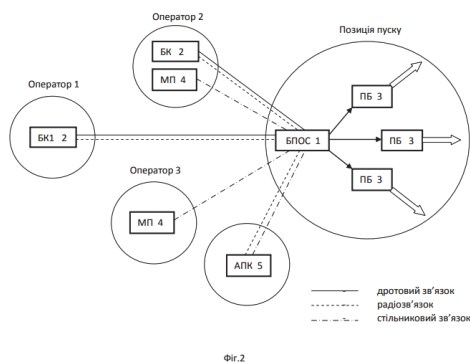 Оператор 2
Позиція пуску
БК 2
МП 4
Оператор 1
БК1 2
БПОС 1
ПБ 3
ПБ 3
ПБ 3
Оператор 3
МП 4
АПК 5
дротовий зв'язок
радіозв'язок
стільниковий зв'язок
Фіг.2